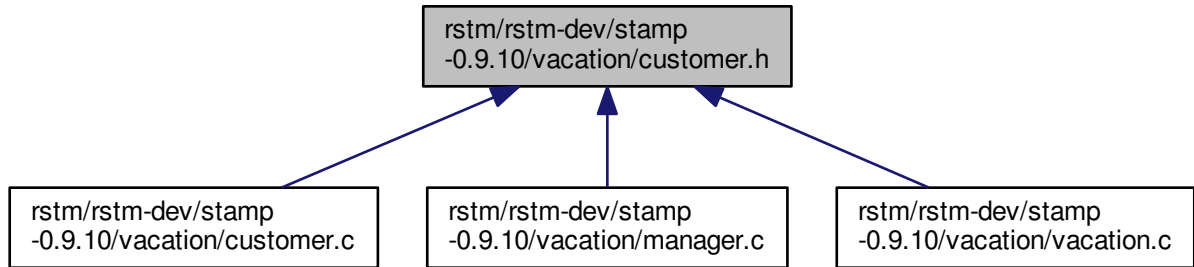 rstm/rstm-dev/stamp
-0.9.10/vacation/customer.h
rstm/rstm-dev/stamp
-0.9.10/vacation/customer.c
rstm/rstm-dev/stamp
-0.9.10/vacation/manager.c
rstm/rstm-dev/stamp
-0.9.10/vacation/vacation.c